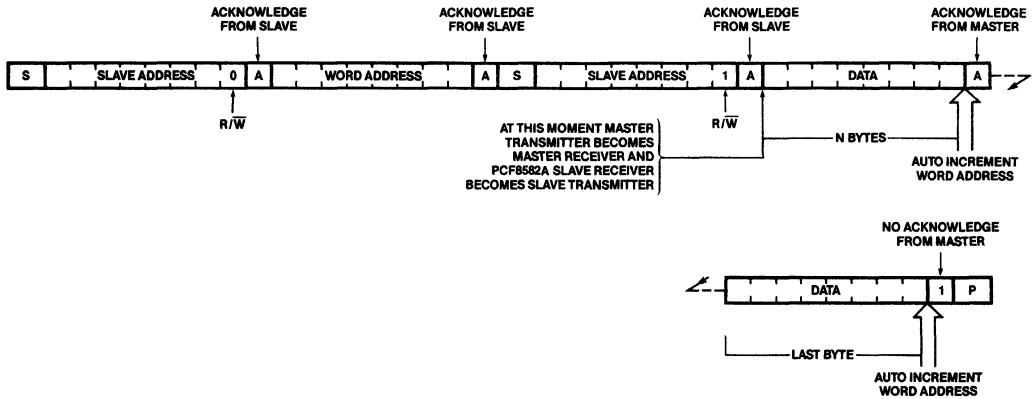 ACKNOWLEDGE
FROM SLAVE
ACKNOWLEDGE
FROM SLAVE
ACKNOWLEDGE
FROM SLAVE
ACKNOWLEDGE
FROM MASTER
S SLAVE ADDRESS 0 A WORD ADDRESS A S SLAVE ADDRESS 1 A DATA A
R/W̅
R/W̅
AT THIS MOMENT MASTER
TRANSMITTER BECOMES
MASTER RECEIVER AND
PCF8582A SLAVE RECEIVER
BECOMES SLAVE TRANSMITTER
N BYTES
AUTO INCREMENT
WORD ADDRESS
NO ACKNOWLEDGE
FROM MASTER
DATA 1 P
LAST BYTE
AUTO INCREMENT
WORD ADDRESS